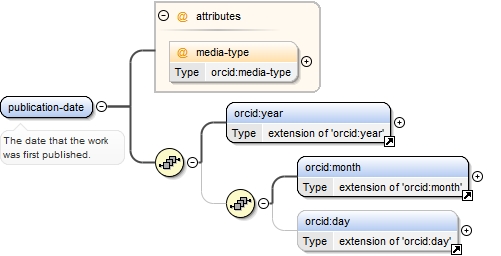 @ attributes
@ media-type
Type orcid:media-type
publication-date
The date that the work
was first published.
orcid:year
Type extension of 'orcid:year'
orcid:month
Type extension of 'orcid:month'
orcid:day
Type extension of 'orcid:day'